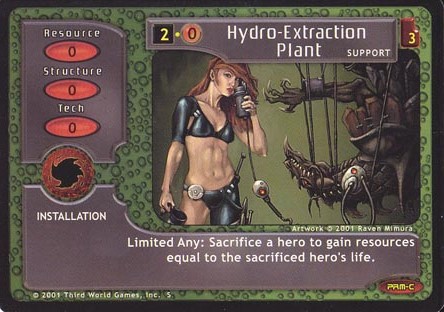 Resource
0
Structure
0
Tech
0
INSTALLATION
2 • 0
Hydro-Extraction
Plant
SUPPORT
3
Artwork © 2001 Raven Mimura
Limited Any: Sacrifice a hero to gain resources
equal to the sacrificed hero's life.
© 2001 Third World Games, Inc. S
PRM-C